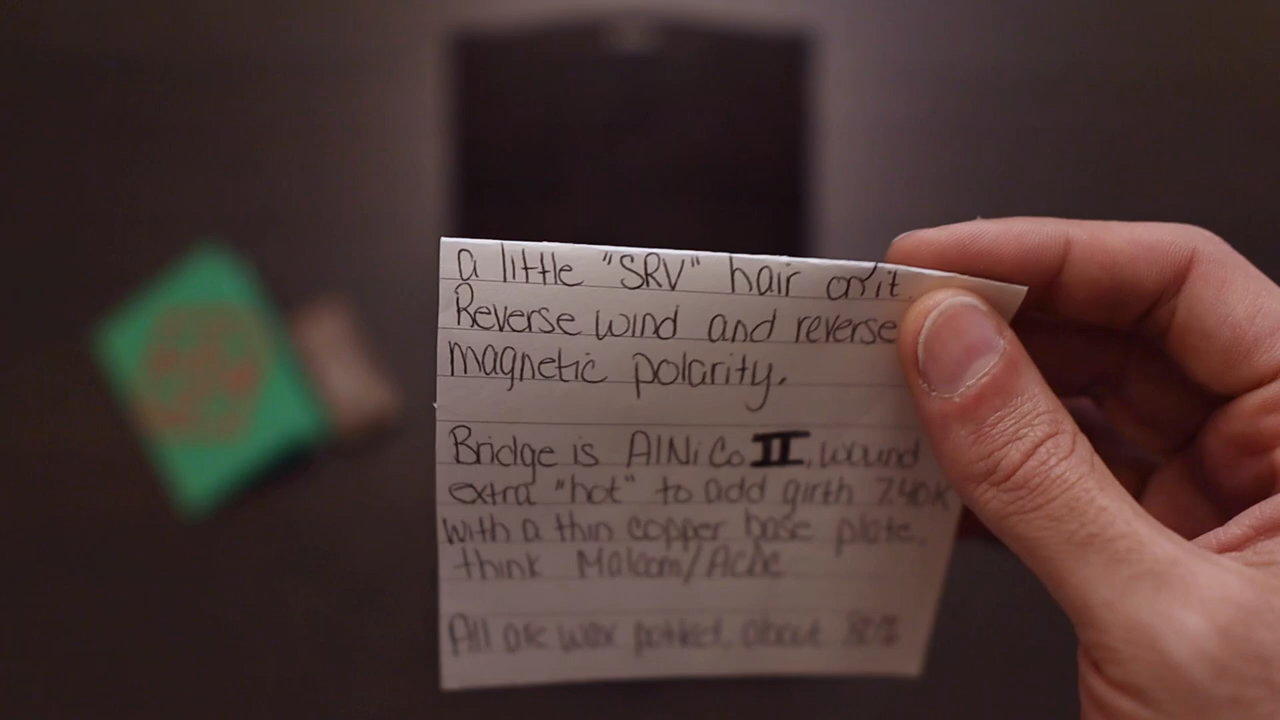 a little "SRV" hair on it.
Reverse wind and reverse
magnetic polarity.
Bridge is AlNiCo II, wound
extra "hot" to add girth 7.40K
with a thin copper base plate.
think Malcom/
All are wax potted, about 80%